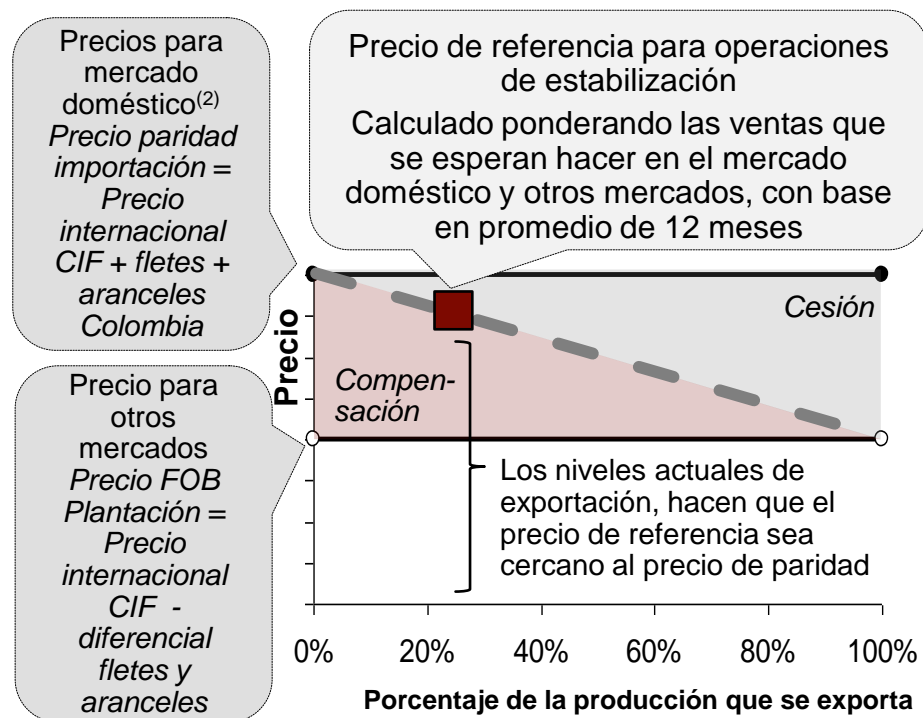 Precios para
mercado
doméstico(2)
Precio paridad
importación =
Precio
internacional
CIF + fletes +
aranceles
Colombia
Precio para
otros
mercados
Precio FOB
Plantación =
Precio
internacional
CIF -
diferencial
fletes y
aranceles
Precio de referencia para operaciones
de estabilización
Calculado ponderando las ventas que
se esperan hacer en el mercado
doméstico y otros mercados, con base
en promedio de 12 meses
Precio
Cesión
Compen-
sación
Los niveles actuales de
exportación, hacen que el
precio de referencia sea
cercano al precio de paridad
0% 20% 40% 60% 80% 100%
Porcentaje de la producción que se exporta